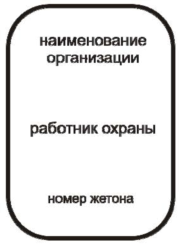 наименование
организации
работник охраны
номер жетона